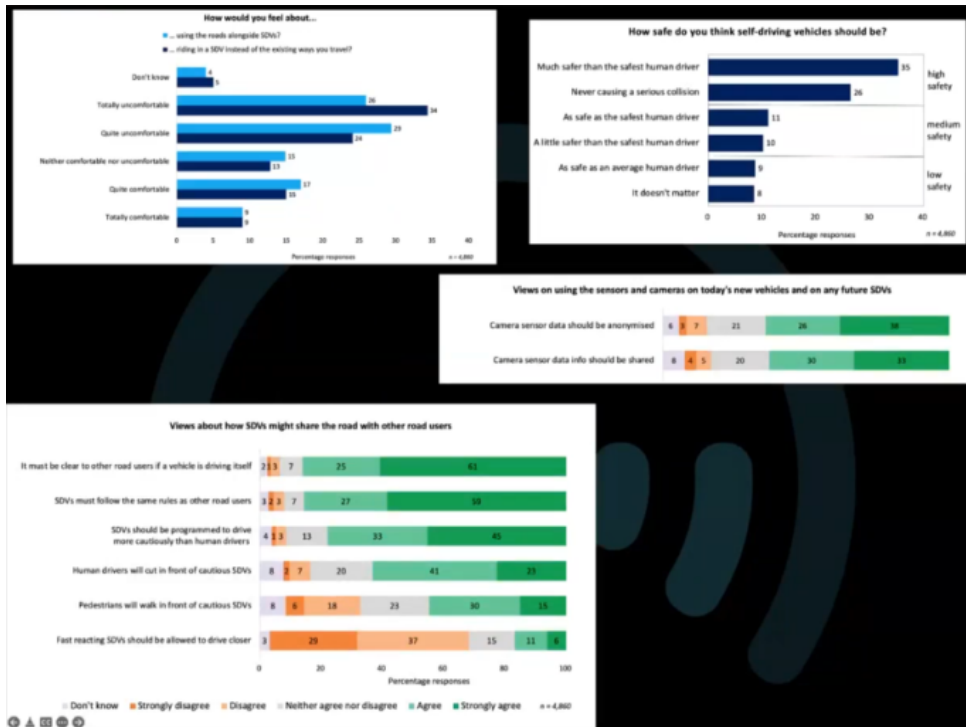 How would you feel about...
... using the roads alongside SDVs?
... riding in a SDV instead of the existing ways you travel?
Don't know 4 5
Totally uncomfortable 26 34
Quite uncomfortable 29 24
Neither comfortable nor uncomfortable 15 13
Quite comfortable 17 15
Totally comfortable 9 9
0 5 10 15 20 25 30 35 40
Percentage responses
n = 4,860
How safe do you think self-driving vehicles should be?
Much safer than the safest human driver 35
Never causing a serious collision 26
high safety
As safe as the safest human driver 11
A little safer than the safest human driver 10
medium safety
As safe as an average human driver 9
It doesn't matter 8
low safety
0 10 20 30 40
Percentage responses
n = 4,860
Views on using the sensors and cameras on today's new vehicles and on any future SDVs
Camera sensor data should be anonymised 6 3 7 21 26 38
Camera sensor data info should be shared 8 4 5 20 30 33
Views about how SDVs might share the road with other road users
It must be clear to other road users if a vehicle is driving itself 2 1 3 7 25 61
SDVs must follow the same rules as other road users 3 2 3 7 27 59
SDVs should be programmed to drive
more cautiously than human drivers 4 1 3 13 33 45
Human drivers will cut in front of cautious SDVs 8 2 7 20 41 23
Pedestrians will walk in front of cautious SDVs 8 6 18 23 30 15
Fast reacting SDVs should be allowed to drive closer 3 29 37 15 11 6
0 20 40 60 80 100
Percentage responses
Don't know Strongly disagree Disagree Neither agree nor disagree Agree Strongly agree n = 4,860